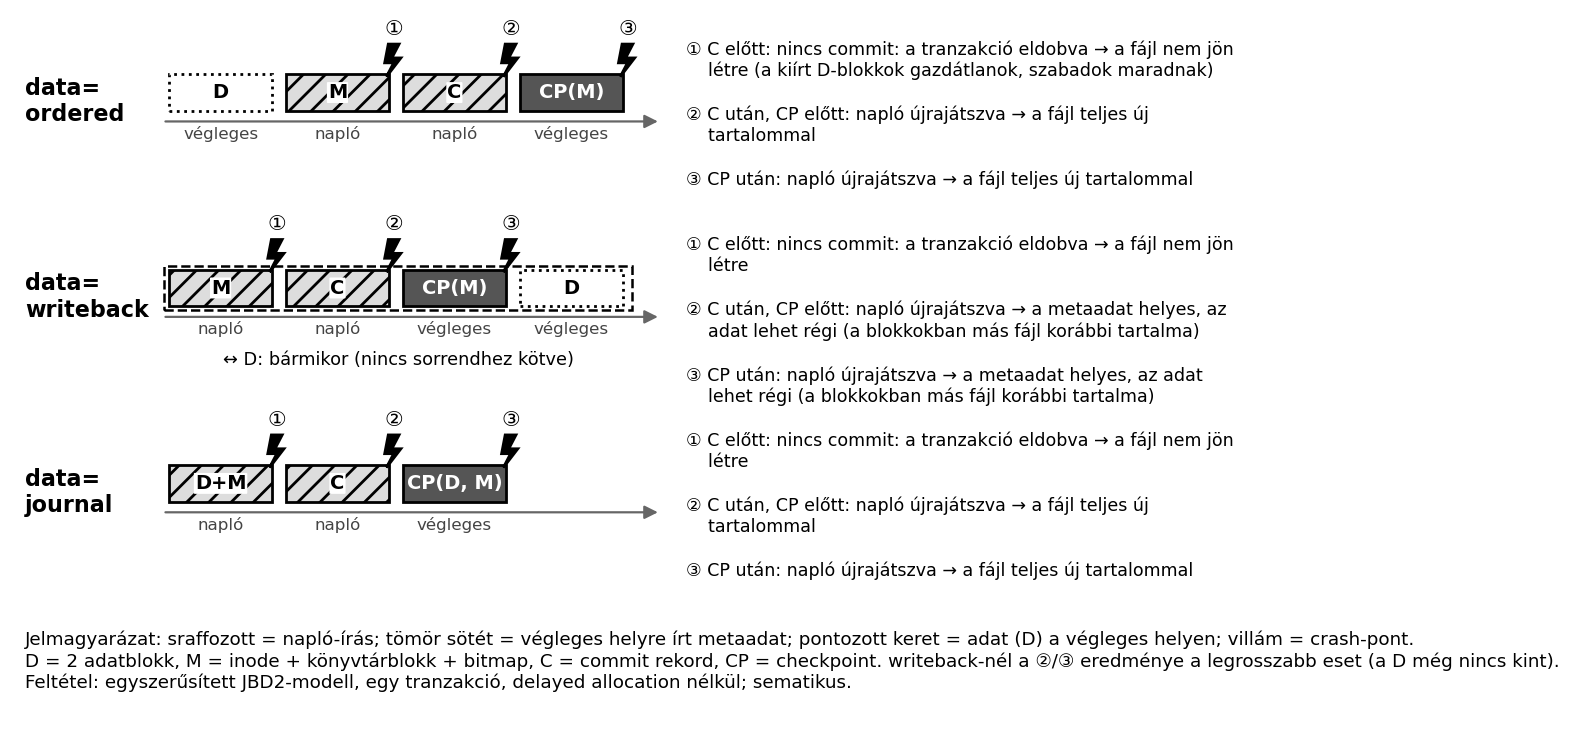 ① ② ③
data=
ordered
D M C CP(M)
végleges napló napló végleges
① C előtt: nincs commit: a tranzakció eldobva → a fájl nem jön
létre (a kiírt D-blokkok gazdátlanok, szabadok maradnak)
② C után, CP előtt: napló újrajátszva → a fájl teljes új
tartalommal
③ CP után: napló újrajátszva → a fájl teljes új tartalommal
① ② ③
data=
writeback
M C CP(M) D
napló napló végleges végleges
↔ D: bármikor (nincs sorrendhez kötve)
① C előtt: nincs commit: a tranzakció eldobva → a fájl nem jön
létre
② C után, CP előtt: napló újrajátszva → a metaadat helyes, az
adat lehet régi (a blokkokban más fájl korábbi tartalma)
③ CP után: napló újrajátszva → a metaadat helyes, az adat
lehet régi (a blokkokban más fájl korábbi tartalma)
① ② ③
data=
journal
D+M C CP(D, M)
napló napló végleges
① C előtt: nincs commit: a tranzakció eldobva → a fájl nem jön
létre
② C után, CP előtt: napló újrajátszva → a fájl teljes új
tartalommal
③ CP után: napló újrajátszva → a fájl teljes új tartalommal
Jelmagyarázat: sraffozott = napló-írás; tömör sötét = végleges helyre írt metaadat; pontozott keret = adat (D) a végleges helyen; villám = crash-pont.
D = 2 adatblokk, M = inode + könyvtárblokk + bitmap, C = commit rekord, CP = checkpoint. writeback-nél a ②/③ eredménye a legrosszabb eset (a D még nincs kint).
Feltétel: egyszerűsített JBD2-modell, egy tranzakció, delayed allocation nélkül; sematikus.